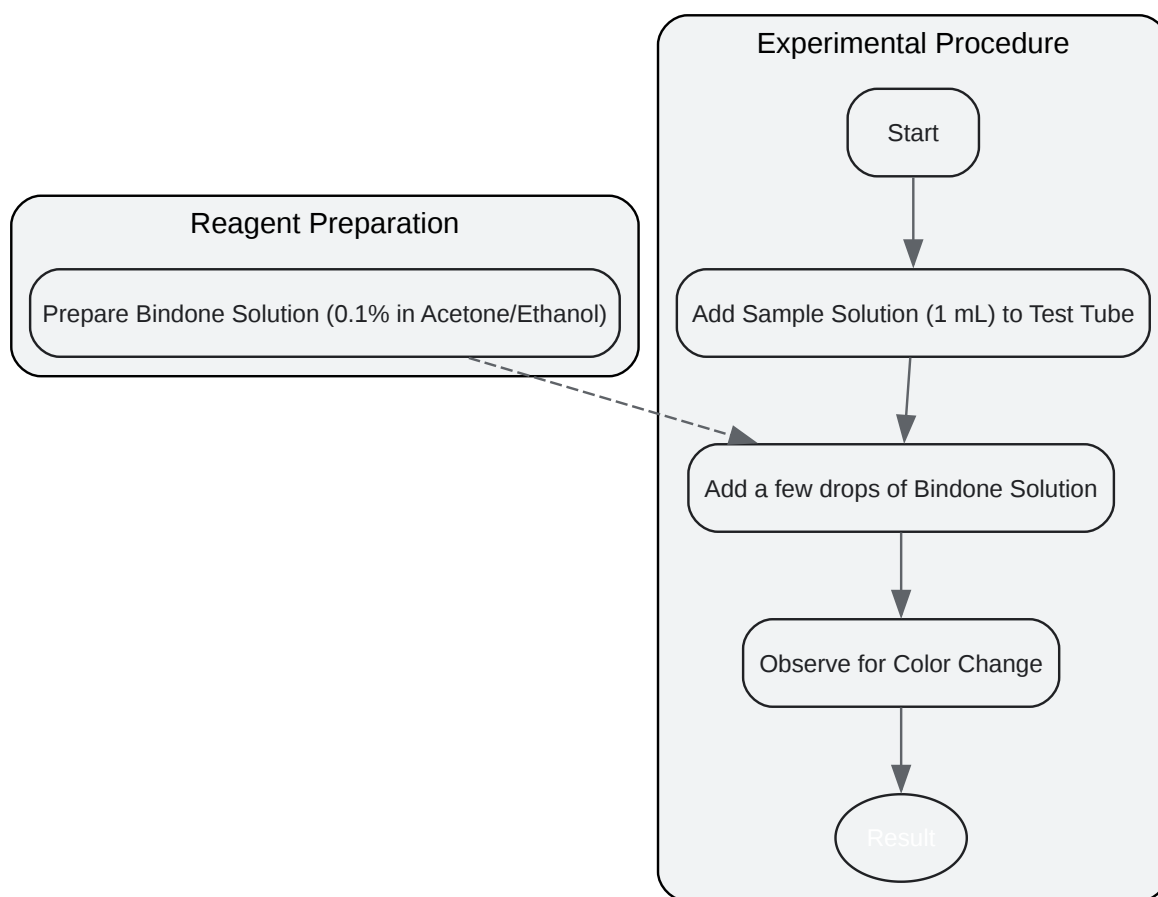 Experimental Procedure
Start
Reagent Preparation
Prepare Bindone Solution (0.1% in Acetone/Ethanol)
Add Sample Solution (1 mL) to Test Tube
Add a few drops of Bindone Solution
Observe for Color Change
Result